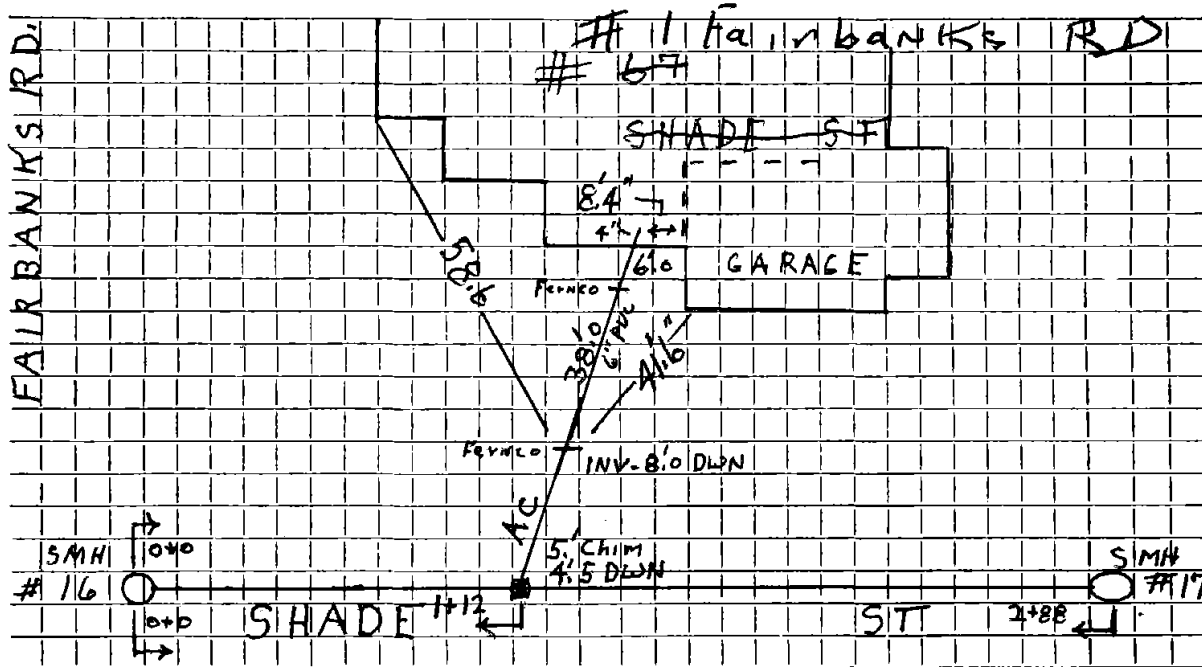 # 1 Fairbanks RD
# 67
SHADE ST
FAIRBANKS RD.
8'.4"
4"
6'.0
GARAGE
Fernco
58'.6
38'.0
6" PVC
41'.6"
Fernco
INV-8'.0 DWN
AC
5.' Chim
4'.5 DWN
SMH
# 16
0+0
0+0
SHADE
1+12
ST
2+88
SMH
#17